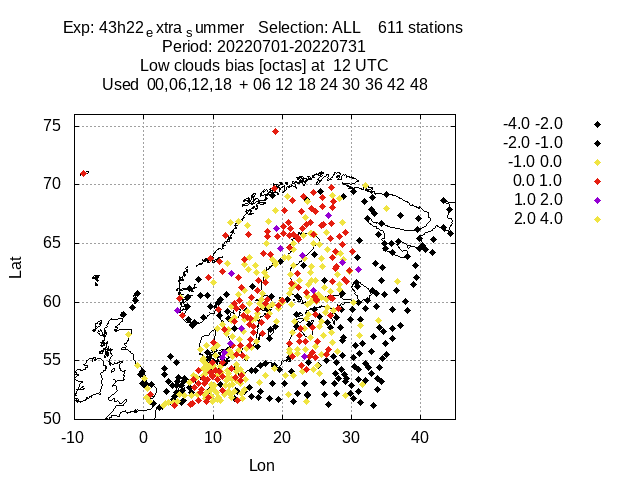 Exp: 43h22extrasummer Selection: ALL 611 stations
Period: 20220701-20220731
Low clouds bias [octas] at 12 UTC
Used 00,06,12,18 + 06 12 18 24 30 36 42 48
-4.0 -2.0
-2.0 -1.0
-1.0 0.0
0.0 1.0
1.0 2.0
2.0 4.0
75
70
65
60
55
50
Lat
-10 0 10 20 30 40
Lon